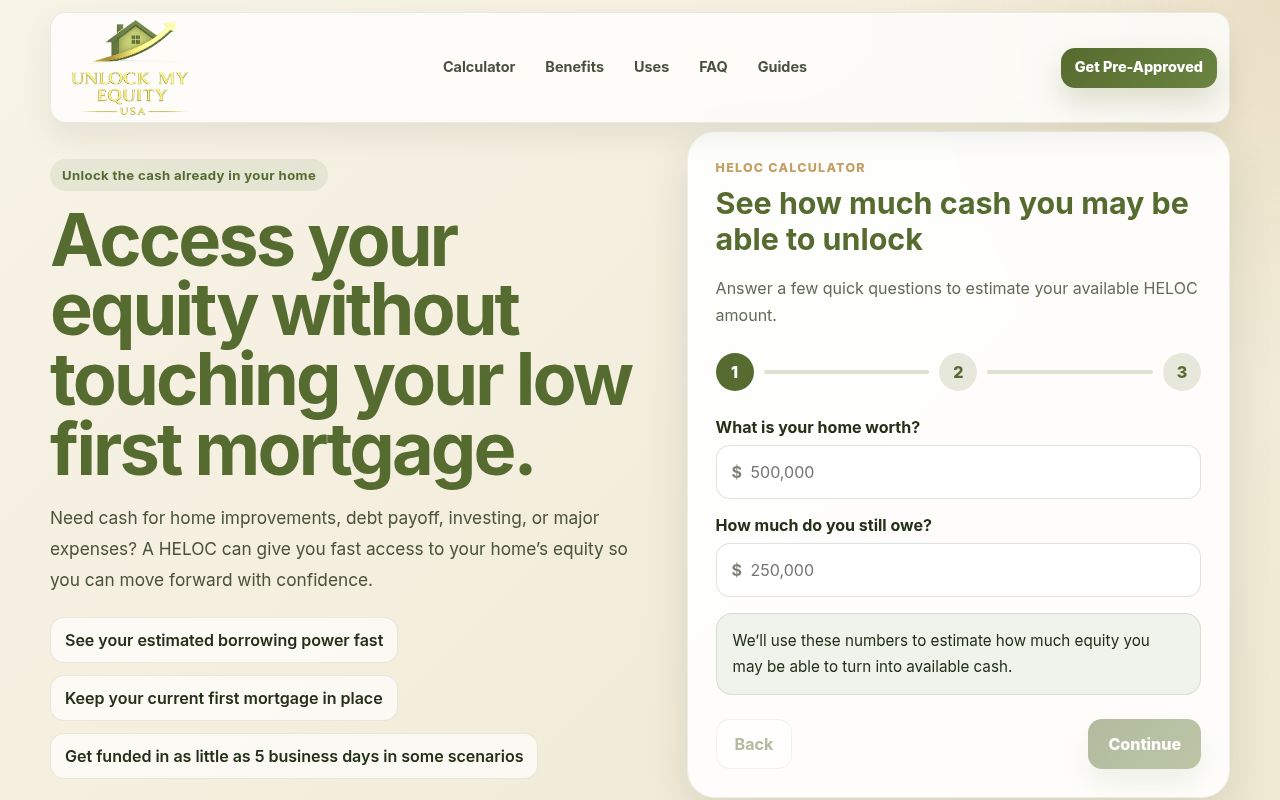 UNLOCK MY
EQUITY
USA
Calculator
Benefits
Uses
FAQ
Guides
Get Pre-Approved
Unlock the cash already in your home
Access your
equity without
touching your low
first mortgage.
Need cash for home improvements, debt payoff, investing, or major
expenses? A HELOC can give you fast access to your home’s equity so
you can move forward with confidence.
See your estimated borrowing power fast
Keep your current first mortgage in place
Get funded in as little as 5 business days in some scenarios
HELOC CALCULATOR
See how much cash you may be
able to unlock
Answer a few quick questions to estimate your available HELOC
amount.
1
2
3
What is your home worth?
$ 500,000
How much do you still owe?
$ 250,000
We’ll use these numbers to estimate how much equity you
may be able to turn into available cash.
Back
Continue